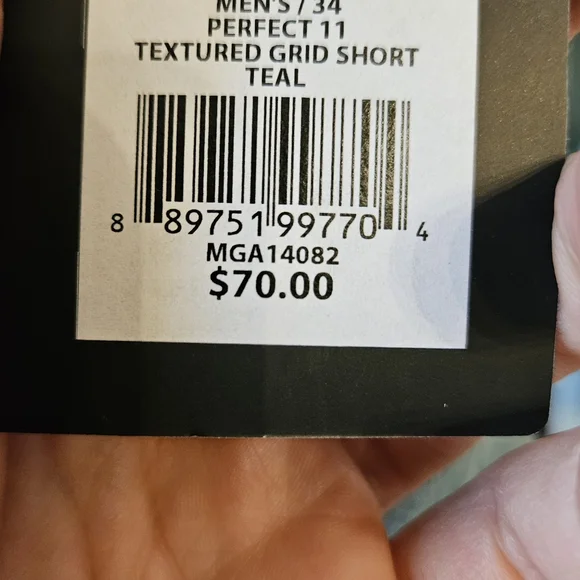 MEN'S / 34
PERFECT 11
TEXTURED GRID SHORT
TEAL
8 89751 99770 4
MGA14082
$70.00